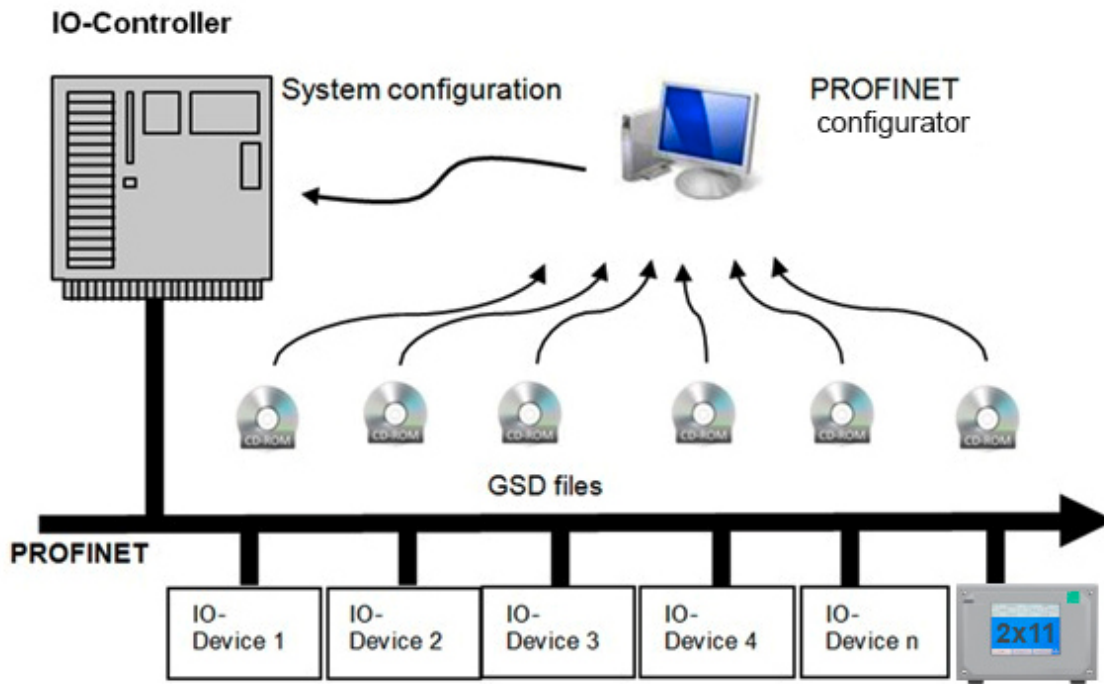 IO-Controller
System configuration
PROFINET
configurator
CD-ROM
CD-ROM
CD-ROM
CD-ROM
CD-ROM
CD-ROM
GSD files
PROFINET
IO-
Device 1
IO-
Device 2
IO-
Device 3
IO-
Device 4
IO-
Device n
2x11